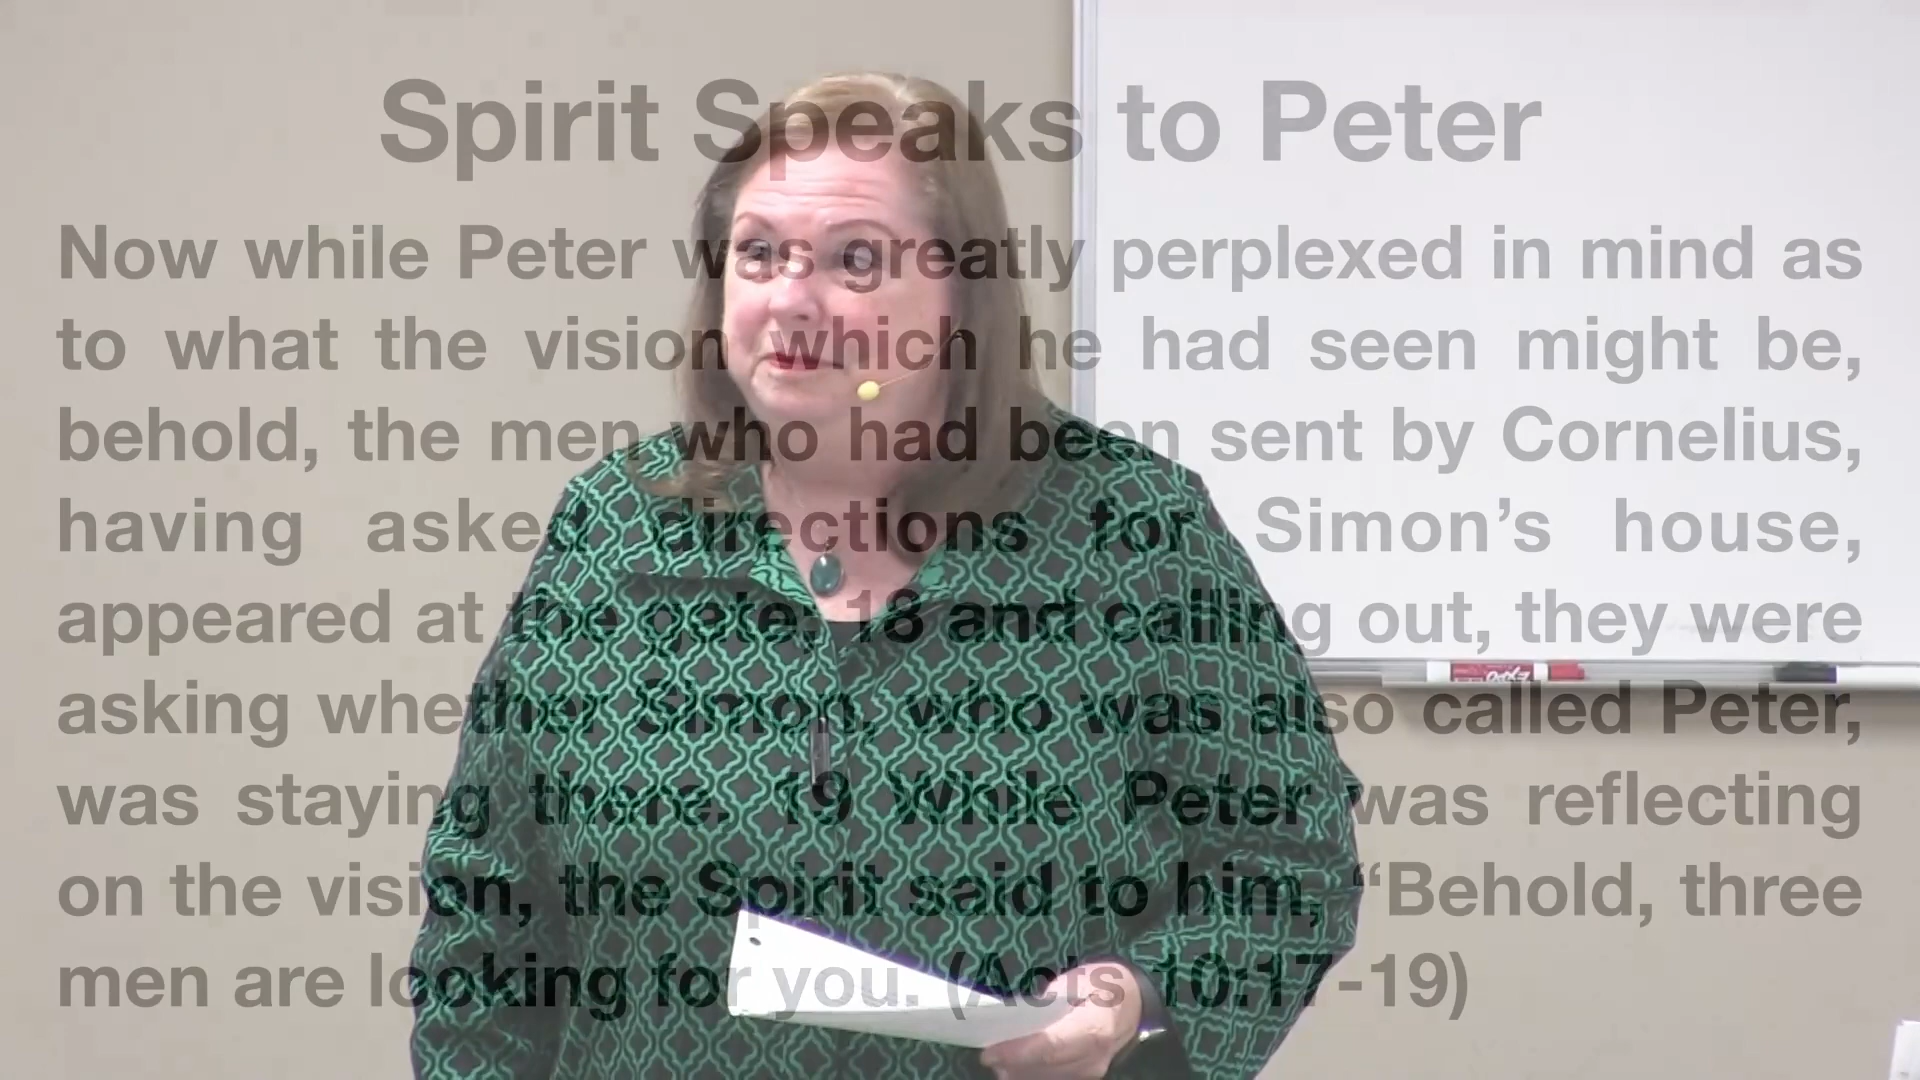 Spirit Speaks to Peter
Now while Peter was greatly perplexed in mind as
to what the vision which he had seen might be,
behold, the men who had been sent by Cornelius,
having asked directions for Simon’s house,
appeared at the gate; 18 and calling out, they were
asking whether Simon, who was also called Peter,
was staying there. 19 While Peter was reflecting
on the vision, the Spirit said to him, “Behold, three
men are looking for you. (Acts 10:17-19)
EXPO